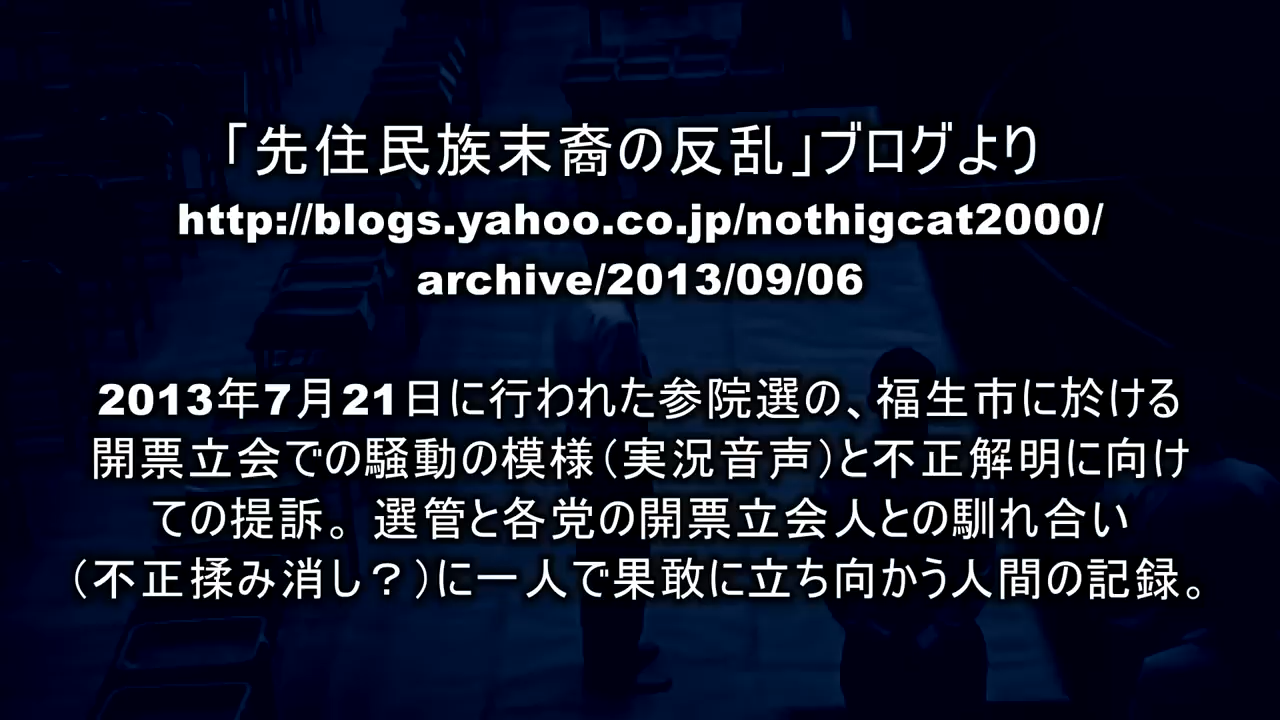 「先住民族末裔の反乱」ブログより
http://blogs.yahoo.co.jp/nothigcat2000/
archive/2013/09/06
2013年7月21日に行われた参院選の、福生市に於ける
開票立会での騒動の模様(実況音声)と不正解明に向け
ての提訴。選管と各党の開票立会人との馴れ合い
(不正揉み消し?)に一人で果敢に立ち向かう人間の記録。